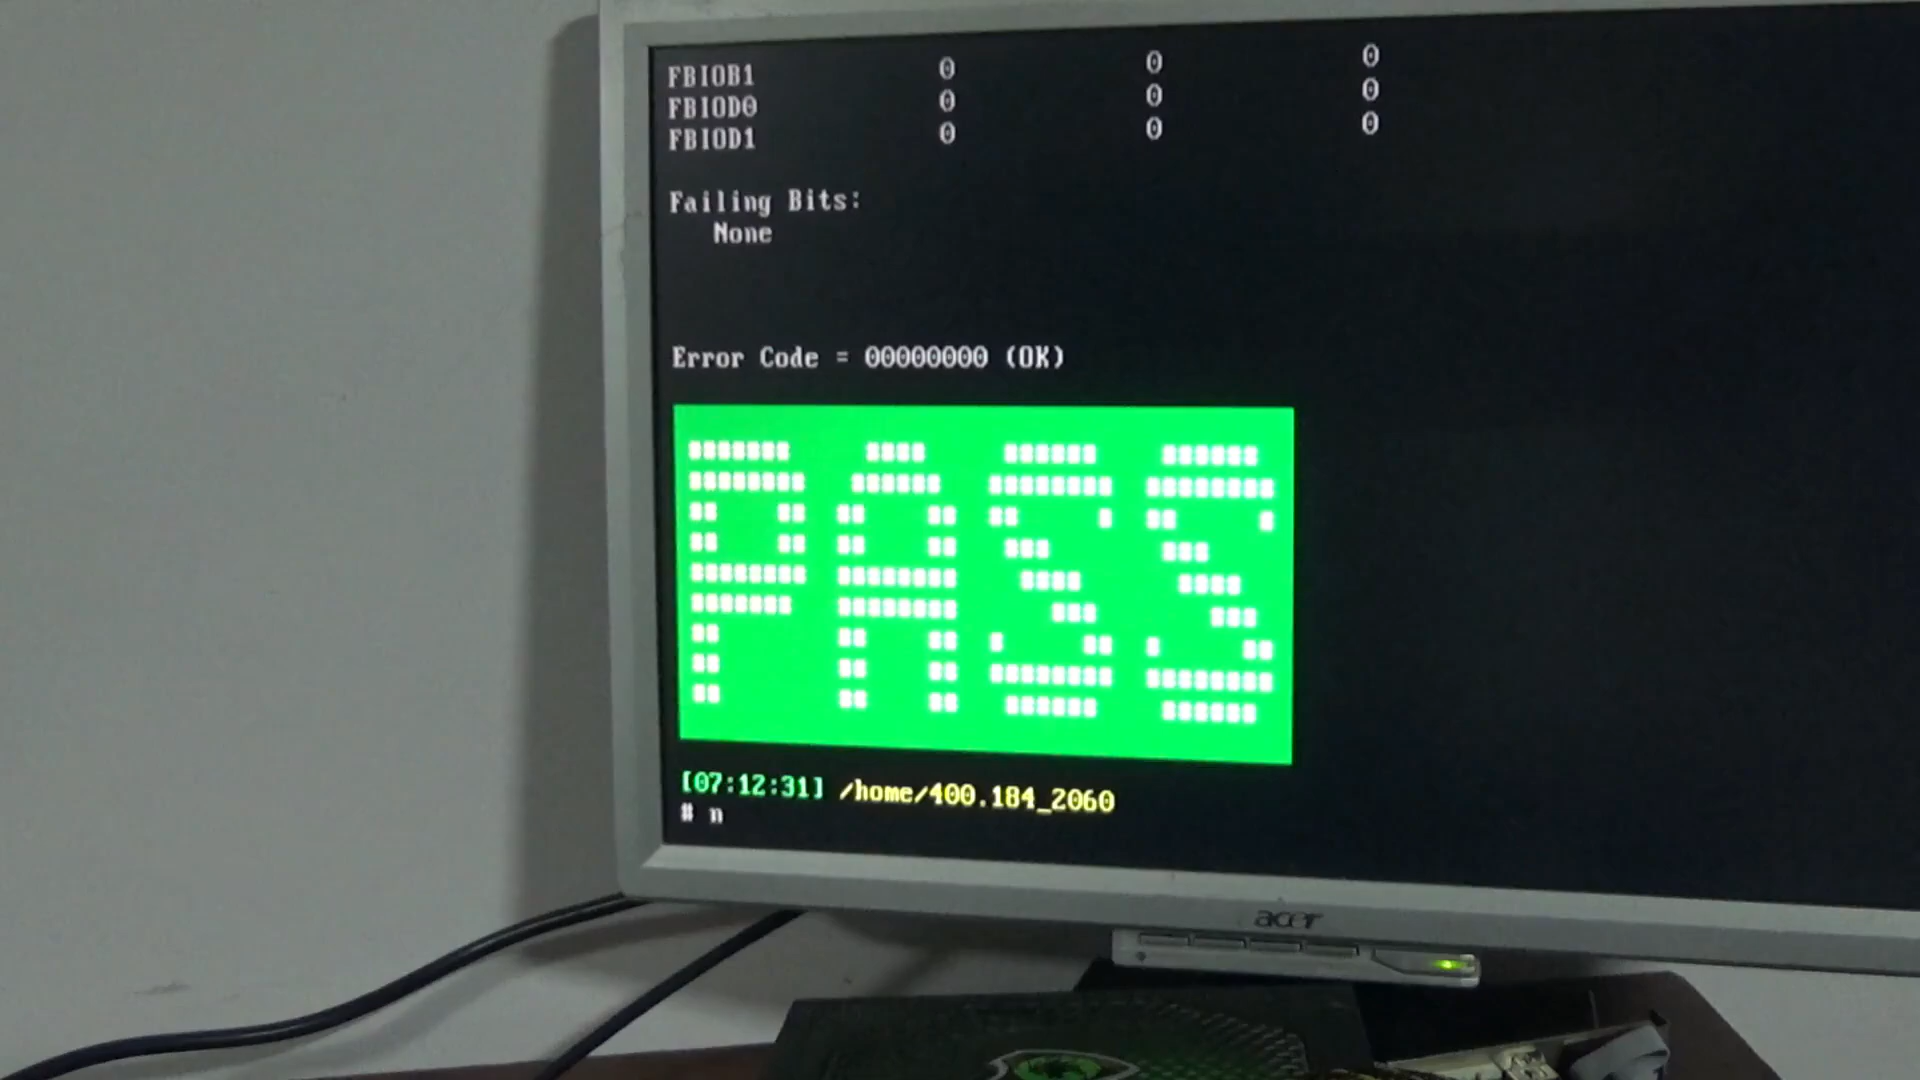 FBIOB1 0 0 0
FBIOD0 0 0 0
FBIOD1 0 0 0
Failing Bits:
None
Error Code = 00000000 (OK)
PASS
[07:12:31] /home/400.184_2060
# n
acer